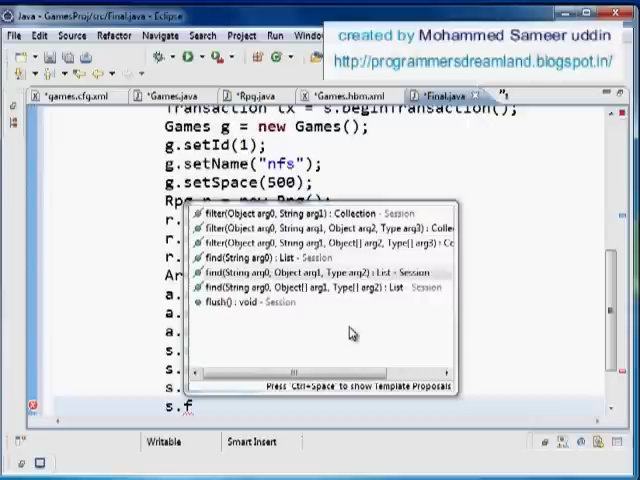 Java - GamesProj/src/Final.java - Eclipse
created by Mohammed Sameer uddin
http://programmersdreamland.blogspot.in/
File Edit Source Refactor Navigate Search Project Run
*games.cfg.xml *Games.java *Rpg.java *Games.hbm.xml *Final.java
Transaction tx = s.beginTransaction();
Games g = new Games();
g.setId(1);
g.setName("nfs");
g.setSpace(500);
Rpg r = new Rpg();
r.
r.
r.
Ar
a.
a.
a.
s.
s.
s.
s.f
filter(Object arg0, String arg1) : Collection - Session
filter(Object arg0, String arg1, Object arg2, Type arg3) : Colle
filter(Object arg0, String arg1, Object[] arg2, Type[] arg3) : Cc
find(String arg0) : List - Session
find(String arg0, Object arg1, Type arg2) : List - Session
find(String arg0, Object[] arg1, Type[] arg2) : List - Session
flush() : void - Session
Press 'Ctrl+Space' to show Template Proposals
Writable Smart Insert